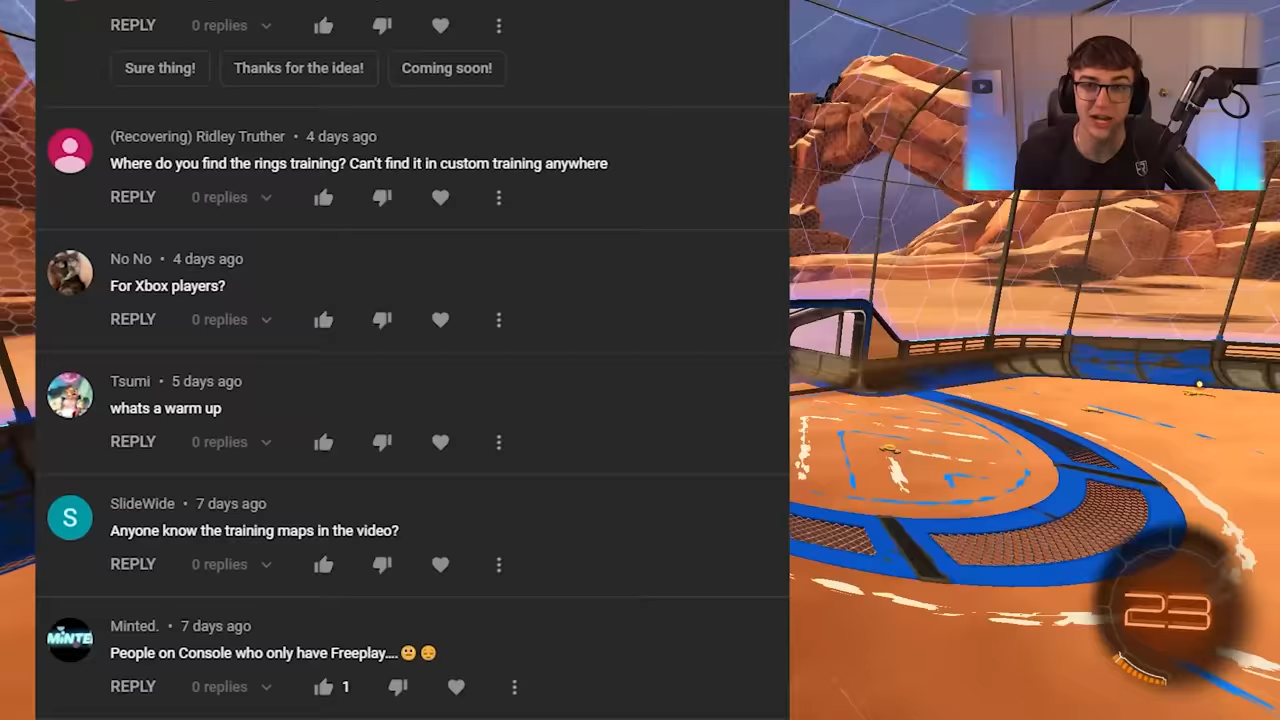 REPLY 0 replies
Sure thing! Thanks for the idea! Coming soon!
(Recovering) Ridley Truther • 4 days ago
Where do you find the rings training? Can't find it in custom training anywhere
REPLY 0 replies
No No • 4 days ago
For Xbox players?
REPLY 0 replies
Tsumi • 5 days ago
whats a warm up
REPLY 0 replies
S
SlideWide • 7 days ago
Anyone know the training maps in the video?
REPLY 0 replies
MiNTE
Minted. • 7 days ago
People on Console who only have Freeplay.... 🙁 😔
REPLY 0 replies 1
23